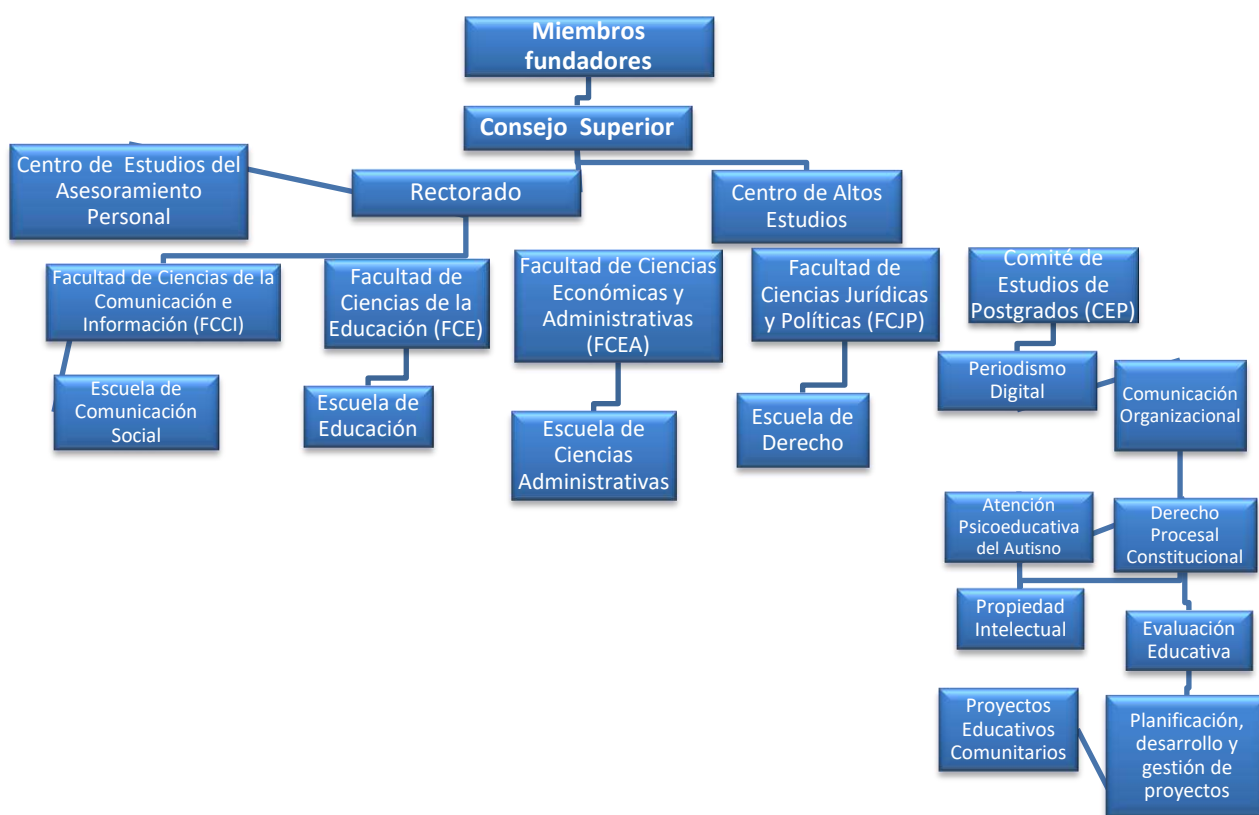 Miembros
fundadores
Consejo  Superior
Centro de  Estudios del
Asesoramiento
Personal
Rectorado
Centro de Altos
Estudios
Facultad de Ciencias de la
Comunicación e
Información (FCCI)
Facultad de
Ciencias de la
Educación (FCE)
Facultad de Ciencias
Económicas y
Administrativas
(FCEA)
Facultad de
Ciencias Jurídicas
y Políticas (FCJP)
Comité de
Estudios de
Postgrados (CEP)
Escuela de
Comunicación
Social
Escuela de
Educación
Escuela de
Ciencias
Administrativas
Escuela de
Derecho
Periodismo
Digital
Comunicación
Organizacional
Atención
Psicoeducativa
del Autisno
Derecho
Procesal
Constitucional
Propiedad
Intelectual
Evaluación
Educativa
Proyectos
Educativos
Comunitarios
Planificación,
desarrollo y
gestión de
proyectos